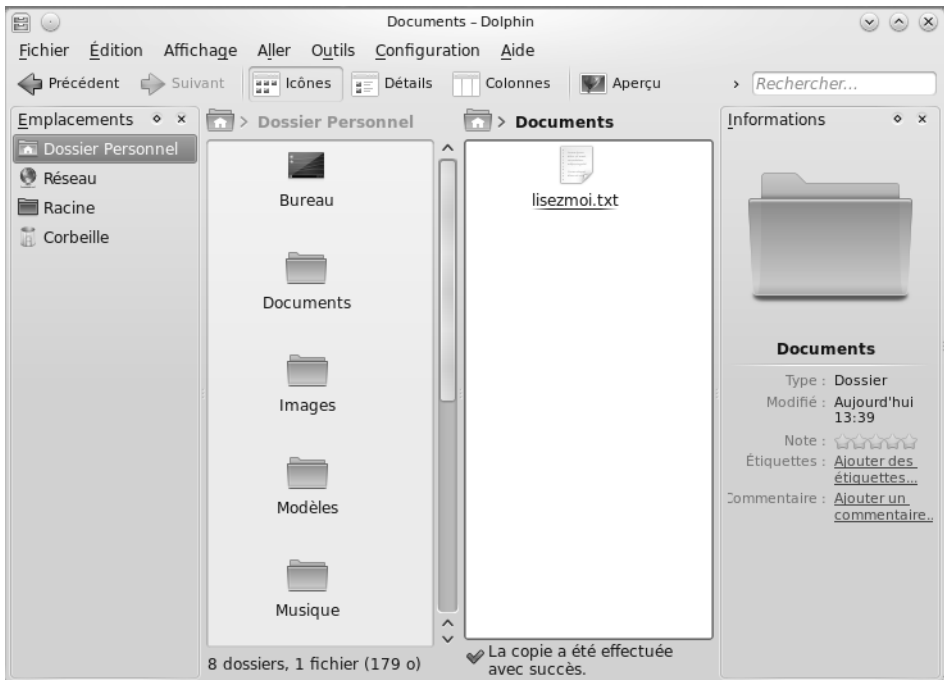 Documents – Dolphin
Fichier Édition Affichage Aller Outils Configuration Aide
Précédent Suivant Icônes Détails Colonnes Aperçu Rechercher...
Emplacements
Dossier Personnel
Réseau
Racine
Corbeille
> Dossier Personnel
Bureau
Documents
Images
Modèles
Musique
8 dossiers, 1 fichier (179 o)
> Documents
lisezmoi.txt
La copie a été effectuée
avec succès.
Informations
Documents
Type : Dossier
Modifié : Aujourd'hui
13:39
Note :
Étiquettes : Ajouter des
étiquettes...
Commentaire : Ajouter un
commentaire..